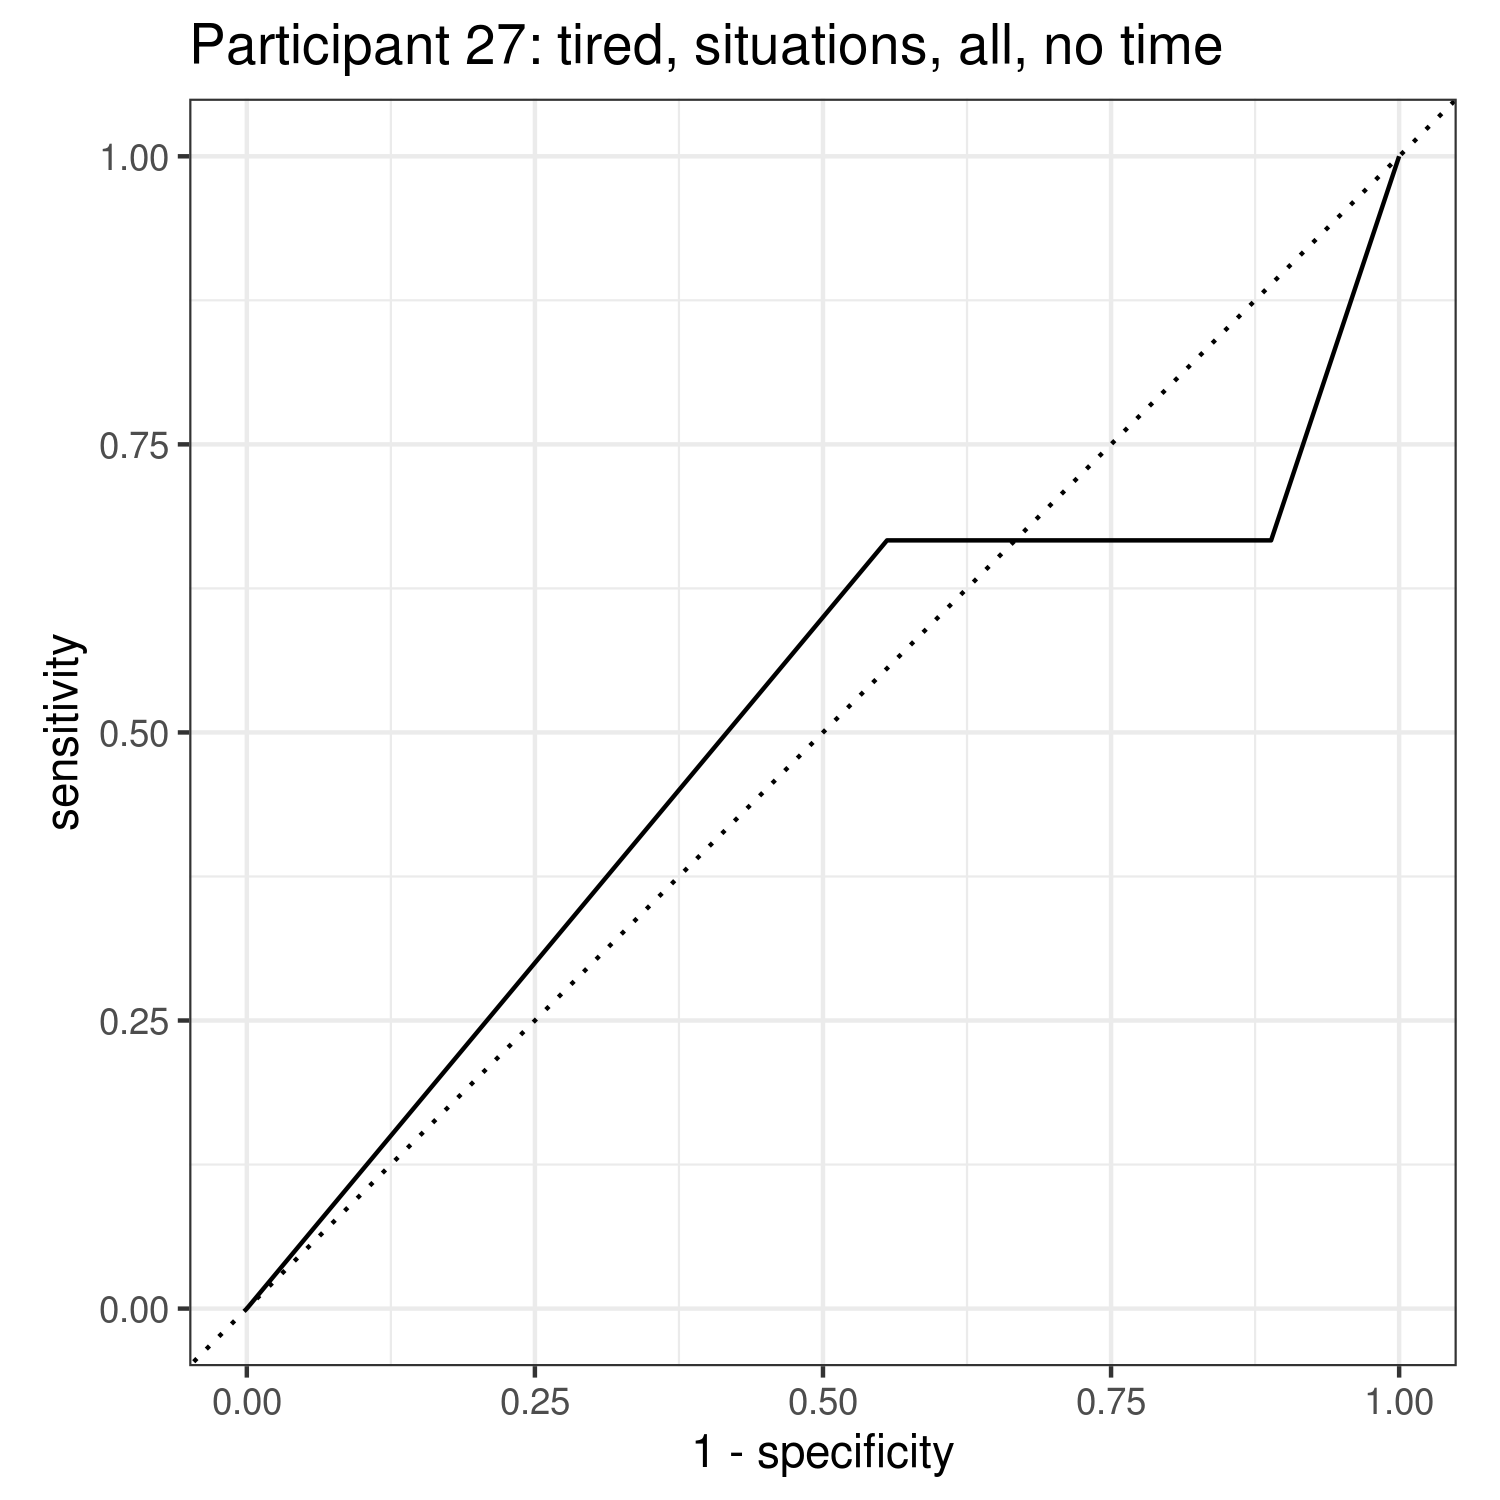 Participant 27: tired, situations, all, no time
1.00
0.75
0.50
0.25
0.00
sensitivity
0.00 0.25 0.50 0.75 1.00
1 - specificity